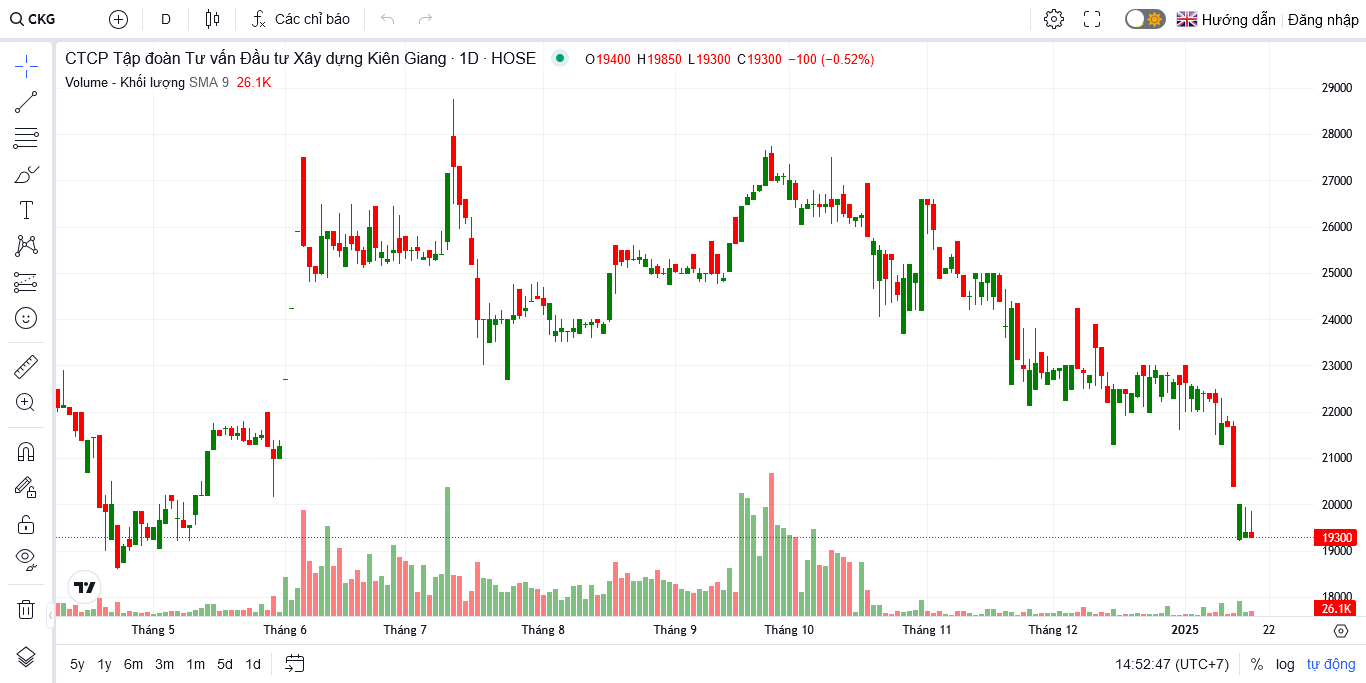 CKG D Các chỉ báo Hướng dẫn Đăng nhập
CTCP Tập đoàn Tư vấn Đầu tư Xây dựng Kiên Giang · 1D · HOSE O19400 H19850 L19300 C19300 −100 (−0.52%)
Volume - Khối lượng SMA 9 26.1K
29000
28000
27000
26000
25000
24000
23000
22000
21000
20000
19300
19000
18000
26.1K
Tháng 5 Tháng 6 Tháng 7 Tháng 8 Tháng 9 Tháng 10 Tháng 11 Tháng 12 2025 22
5y 1y 6m 3m 1m 5d 1d 14:52:47 (UTC+7) % log tự động